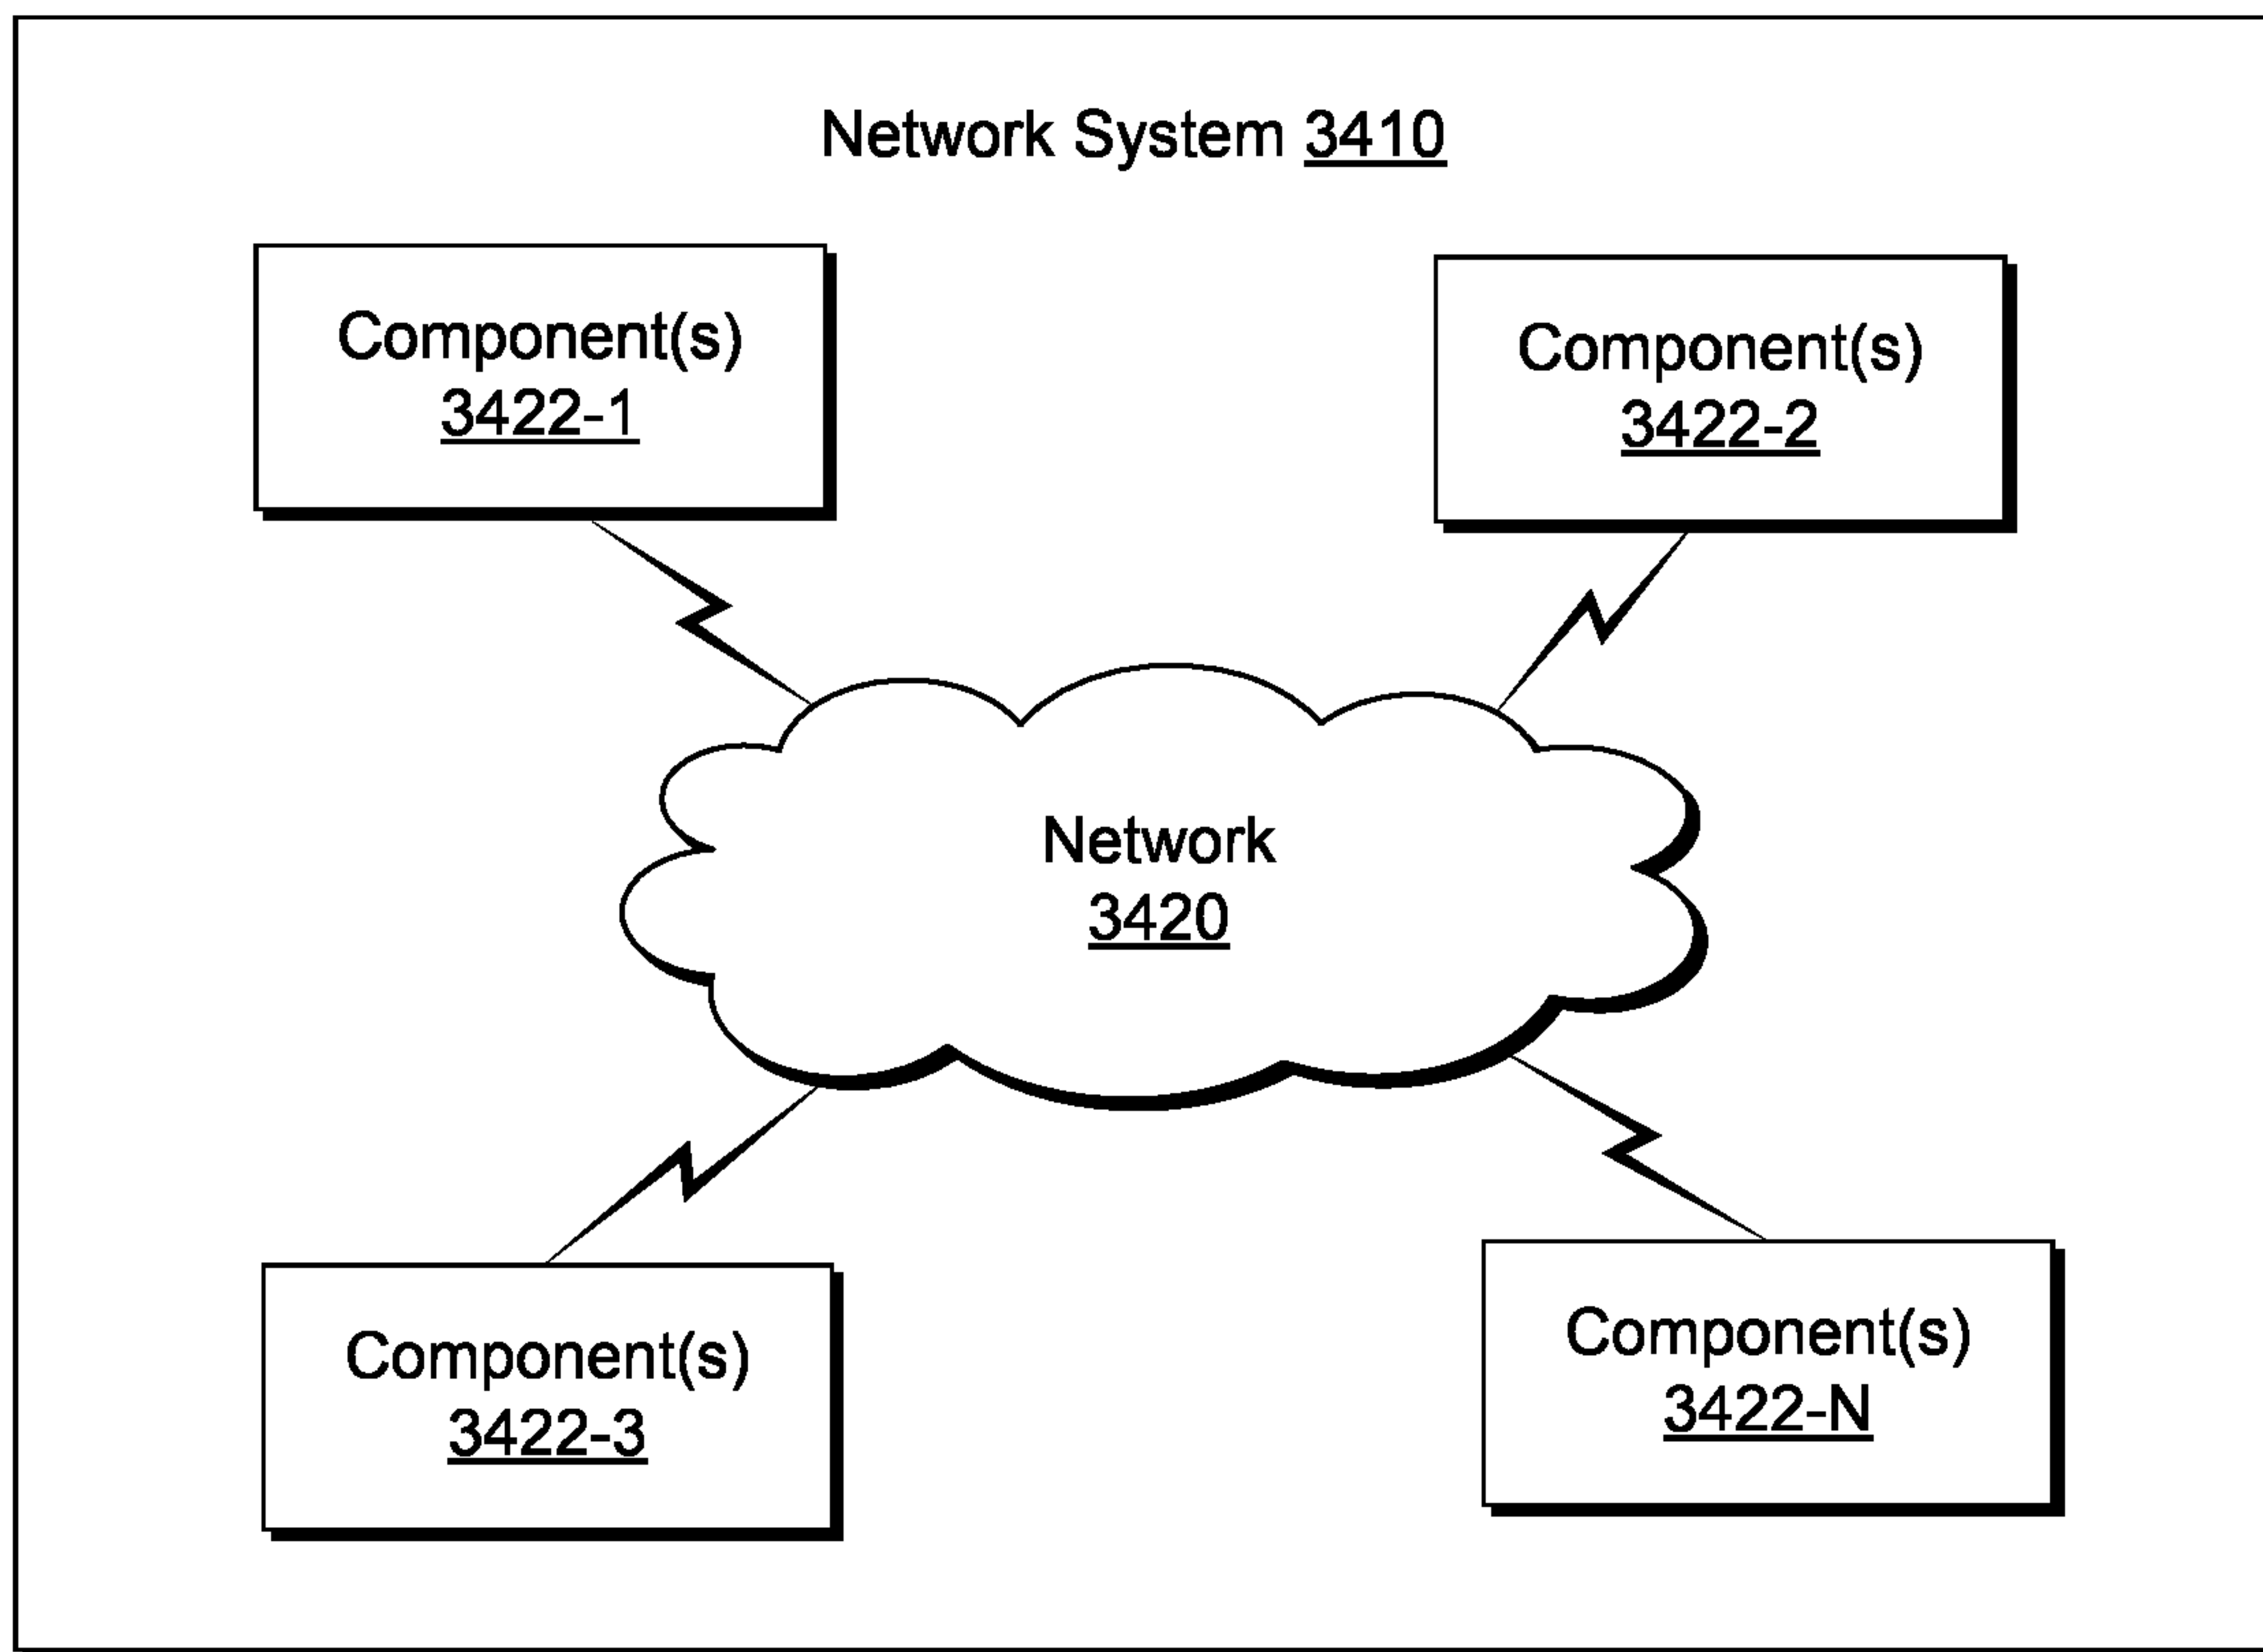 Network System 3410
Component(s)
3422-1
Component(s)
3422-2
Network
3420
Component(s)
3422-3
Component(s)
3422-N